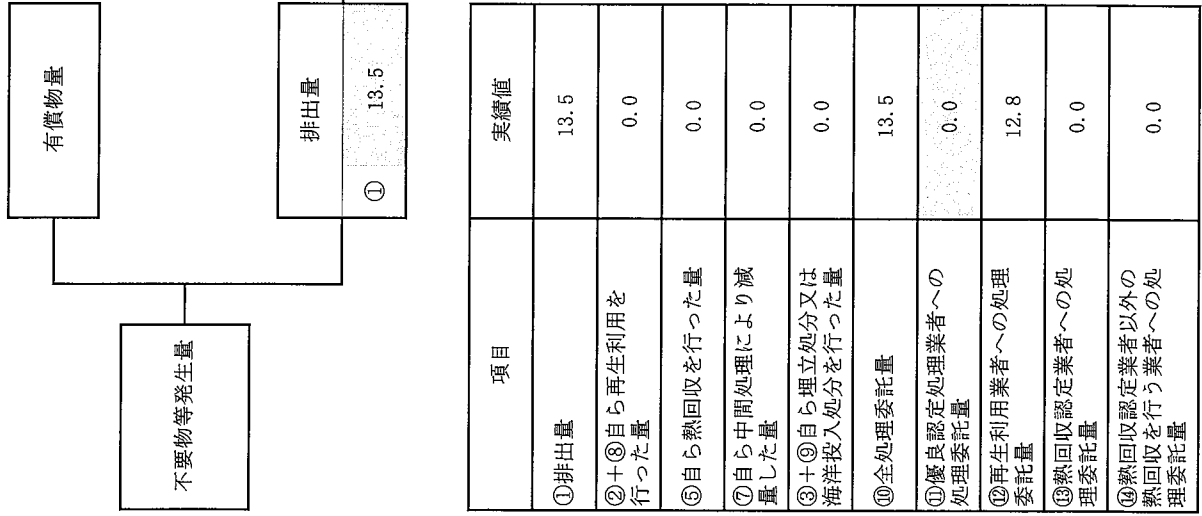 有償物量
不要物等発生量
排出量
① 13.5
項目 実績値
①排出量 13.5
②+⑧自ら再生利用を
行った量 0.0
⑤自ら熱回収を行った量 0.0
⑦自ら中間処理により減
量した量 0.0
③+⑨自ら埋立処分又は
海洋投入処分を行った量 0.0
⑩全処理委託量 13.5
⑪優良認定処理業者への
処理委託量 0.0
⑫再生利用業者への処理
委託量 12.8
⑬熱回収認定業者への処
理委託量 0.0
⑭熱回収認定業者以外の
熱回収を行う業者への処
理委託量 0.0